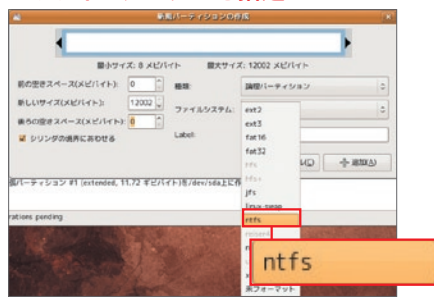 新規パーティションの作成
最小サイズ: 8 メビバイト 最大サイズ: 12002 メビバイト
前の空きスペース(メビバイト): 0 種類: 論理パーティション
新しいサイズ(メビバイト): 12002 ファイルシステム:
ext2
後ろの空きスペース(メビバイト): 0
ext3
シリンダの境界にあわせる Label:
fat16
fat32
hfs
hfs+
追加(A)
jfs
linux-swap
パーティション #1 (extended, 11.72 ギビバイト)を/dev/sda上に作
ntfs
rations pending
ntfs
未フォーマット